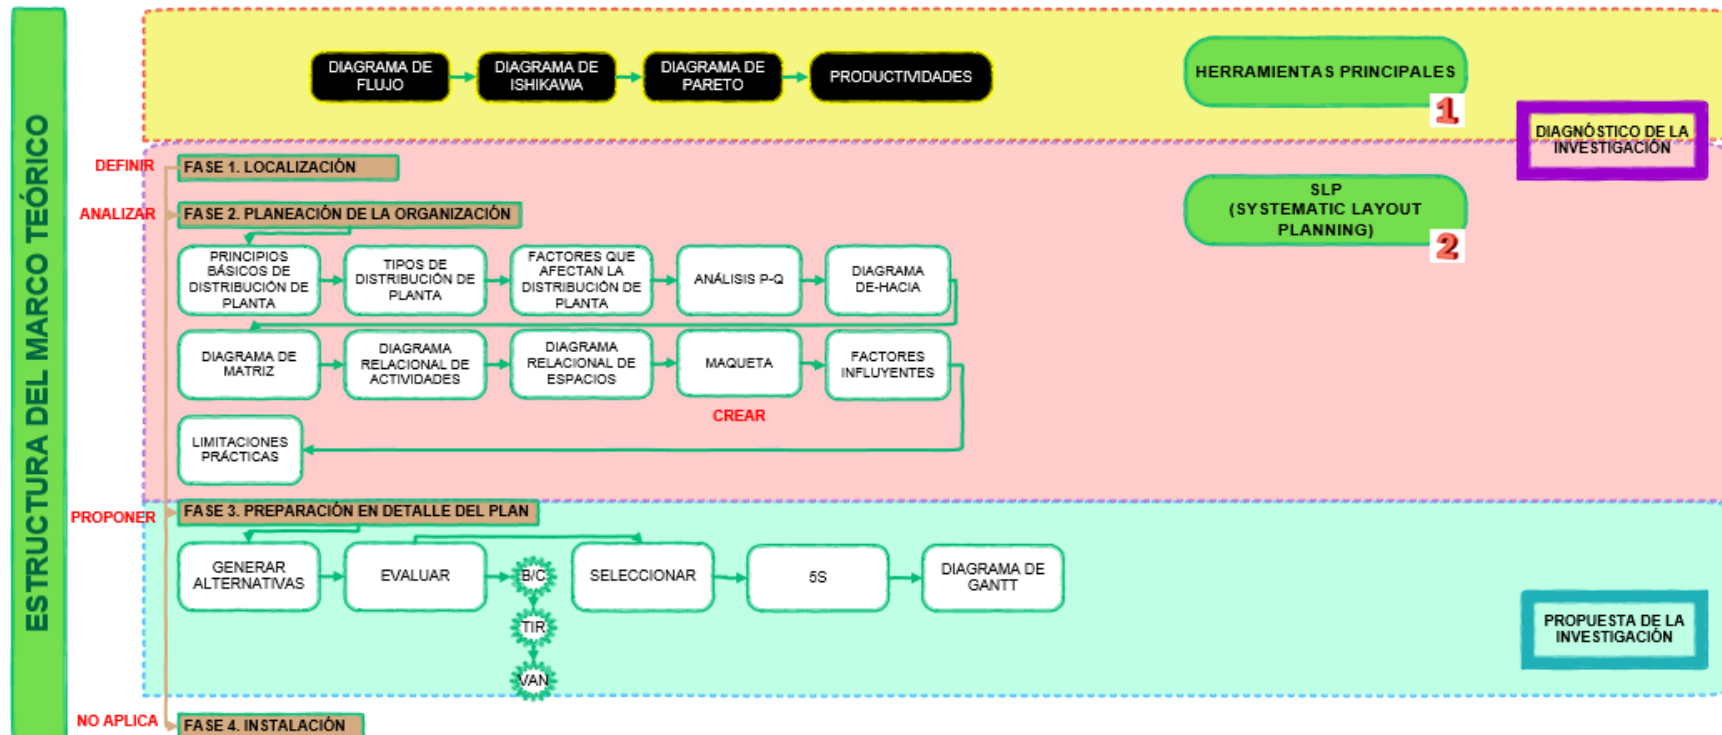 ESTRUCTURA DEL MARCO TEÓRICO
DIAGRAMA DE
FLUJO
DIAGRAMA DE
ISHIKAWA
DIAGRAMA DE
PARETO
PRODUCTIVIDADES
HERRAMIENTAS PRINCIPALES
1
DIAGNÓSTICO DE LA
INVESTIGACIÓN
DEFINIR
FASE 1. LOCALIZACIÓN
SLP
(SYSTEMATIC LAYOUT
PLANNING)
2
ANALIZAR
FASE 2. PLANEACIÓN DE LA ORGANIZACIÓN
PRINCIPIOS
BÁSICOS DE
DISTRIBUCIÓN DE
PLANTA
TIPOS DE
DISTRIBUCIÓN DE
PLANTA
FACTORES QUE
AFECTAN LA
DISTRIBUCIÓN DE
PLANTA
ANÁLISIS P-Q
DIAGRAMA
DE-HACIA
DIAGRAMA DE
MATRIZ
DIAGRAMA
RELACIONAL DE
ACTIVIDADES
DIAGRAMA
RELACIONAL DE
ESPACIOS
MAQUETA
FACTORES
INFLUYENTES
CREAR
LIMITACIONES
PRÁCTICAS
PROPONER
FASE 3. PREPARACIÓN EN DETALLE DEL PLAN
GENERAR
ALTERNATIVAS
EVALUAR
B/C
TIR
VAN
SELECCIONAR
5S
DIAGRAMA DE
GANTT
PROPUESTA DE LA
INVESTIGACIÓN
NO APLICA
FASE 4. INSTALACIÓN